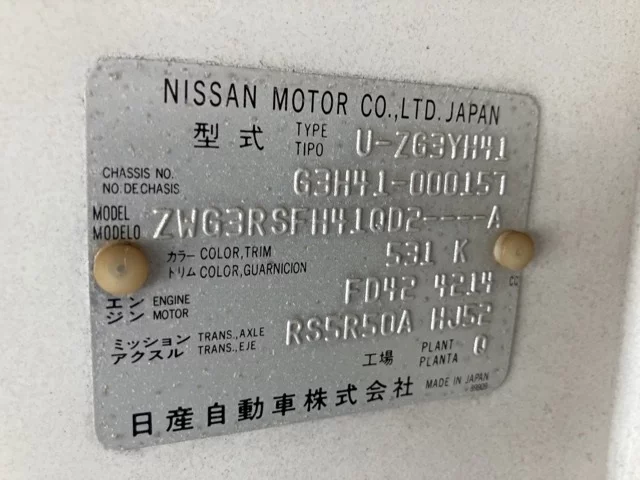 NISSAN MOTOR CO.,LTD. JAPAN
型式 TYPE TIPO U-ZG3YH41
CHASSIS NO. NO. DE CHASIS G3H41-000157
MODEL MODELO ZWG3RSFH41QD2----A
カラー COLOR, TRIM トリム COLOR, GUARNICION 531 K
エンジン ENGINE MOTOR FD42 4214 CC
ミッション TRANS., AXLE アクスル TRANS., EJE RS5R50A HJ52
工場 PLANT PLANTA Q
日産自動車株式会社 MADE IN JAPAN